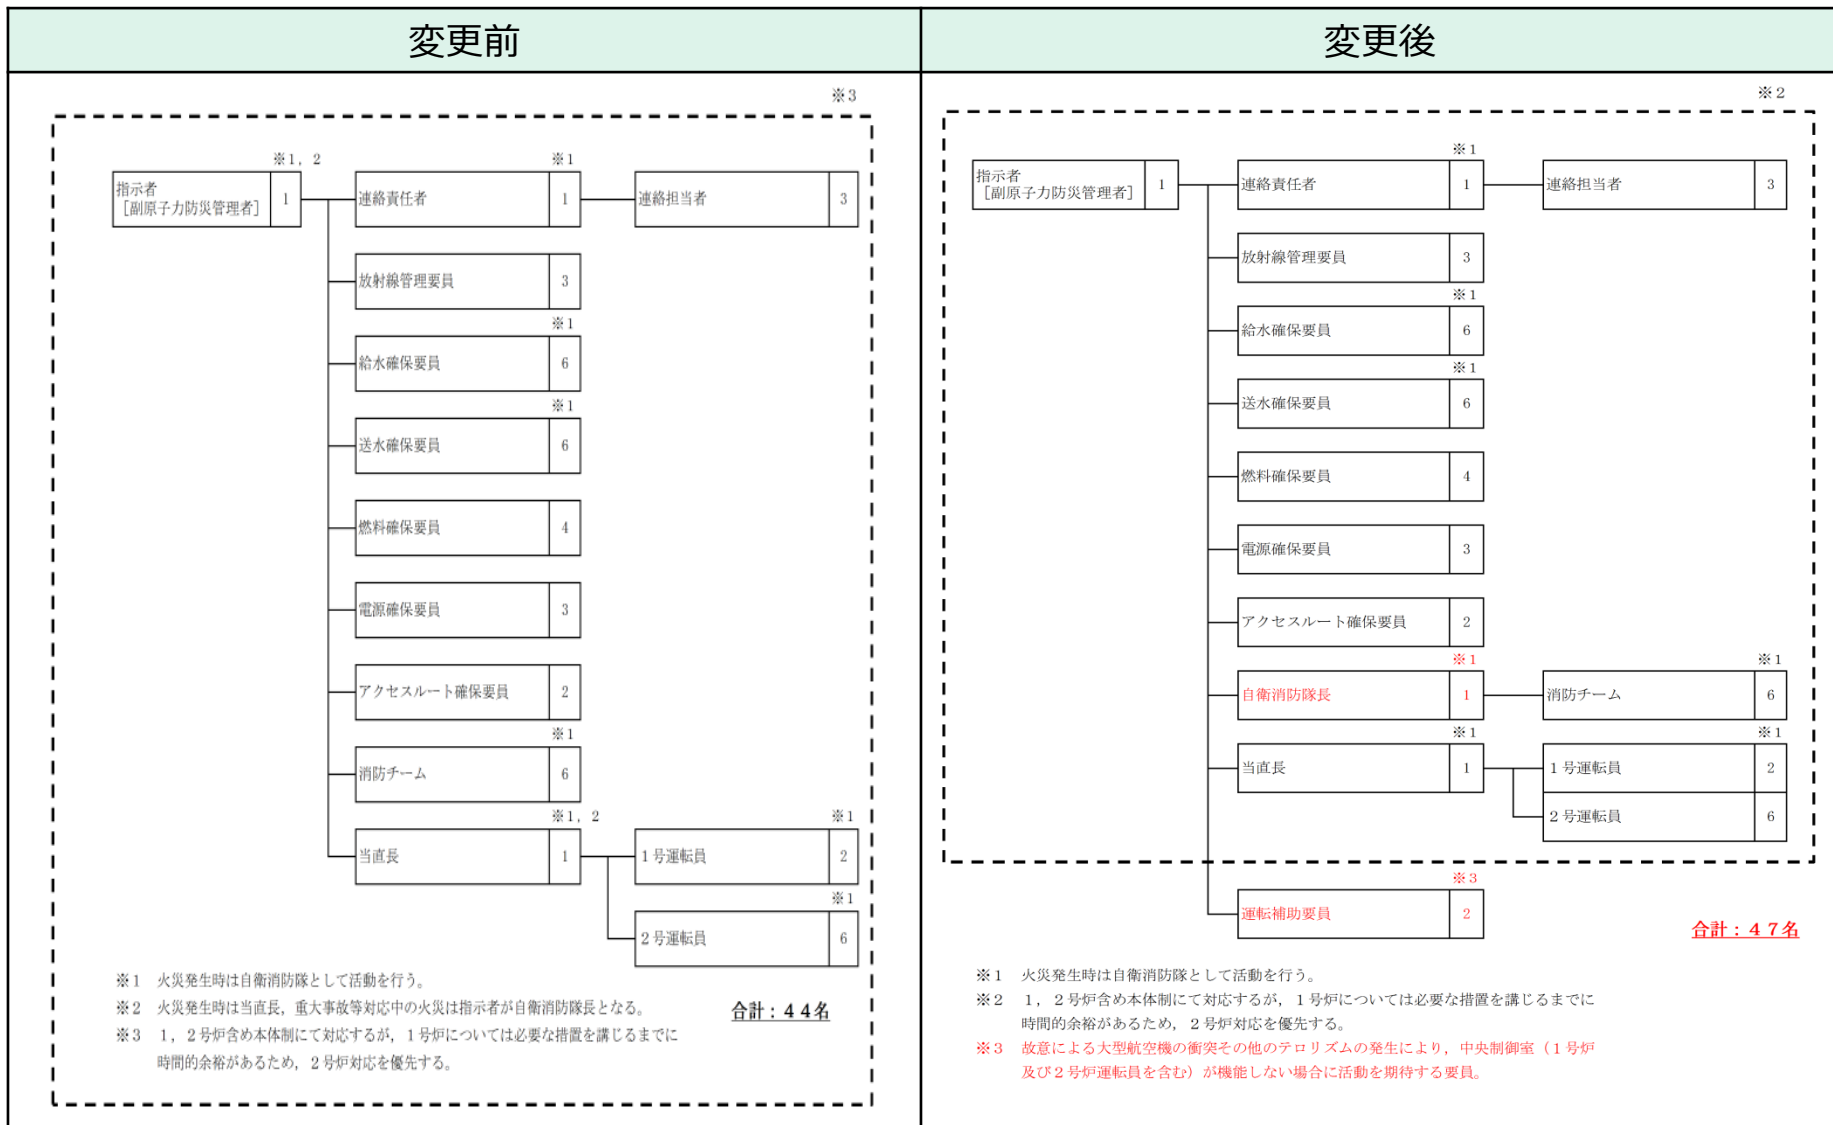 変更前
※3
※1，2
指示者
［副原子力防災管理者］
1
※1
連絡責任者
1
連絡担当者
3
放射線管理要員
3
※1
給水確保要員
6
※1
送水確保要員
6
燃料確保要員
4
電源確保要員
3
アクセスルート確保要員
2
※1
消防チーム
6
※1，2
当直長
1
※1
1号運転員
2
※1
2号運転員
6
※1　火災発生時は自衛消防隊として活動を行う。
※2　火災発生時は当直長，重大事故等対応中の火災は指示者が自衛消防隊長となる。
合計：４４名
※3　1，2号炉含め本体制にて対応するが，1号炉については必要な措置を講じるまでに
時間的余裕があるため，2号炉対応を優先する。
変更後
※2
指示者
［副原子力防災管理者］
1
※1
連絡責任者
1
連絡担当者
3
放射線管理要員
3
※1
給水確保要員
6
※1
送水確保要員
6
燃料確保要員
4
電源確保要員
3
アクセスルート確保要員
2
※1
自衛消防隊長
1
※1
消防チーム
6
※1
当直長
1
※1
1号運転員
2
2号運転員
6
※3
運転補助要員
2
合計：４７名
※1　火災発生時は自衛消防隊として活動を行う。
※2　1，2号炉含め本体制にて対応するが，1号炉については必要な措置を講じるまでに
時間的余裕があるため，2号炉対応を優先する。
※3　故意による大型航空機の衝突その他のテロリズムの発生により，中央制御室（1号炉
及び2号炉運転員を含む）が機能しない場合に活動を期待する要員。